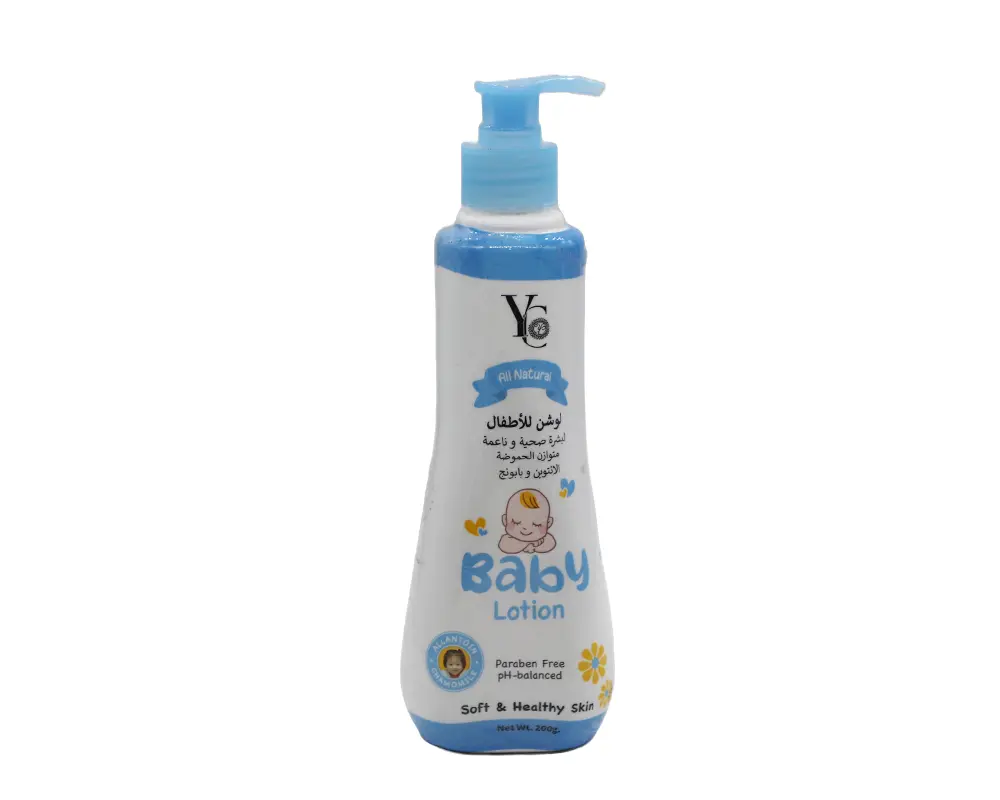 YC
All Natural
لوشن للأطفال
لبشرة صحية و ناعمة
متوازن الحموضة
الانتوين و بابونج
Baby
Lotion
ALLANTOIN
CHAMOMILE
Paraben Free
pH-balanced
Soft & Healthy Skin
Net Wt. 200g.